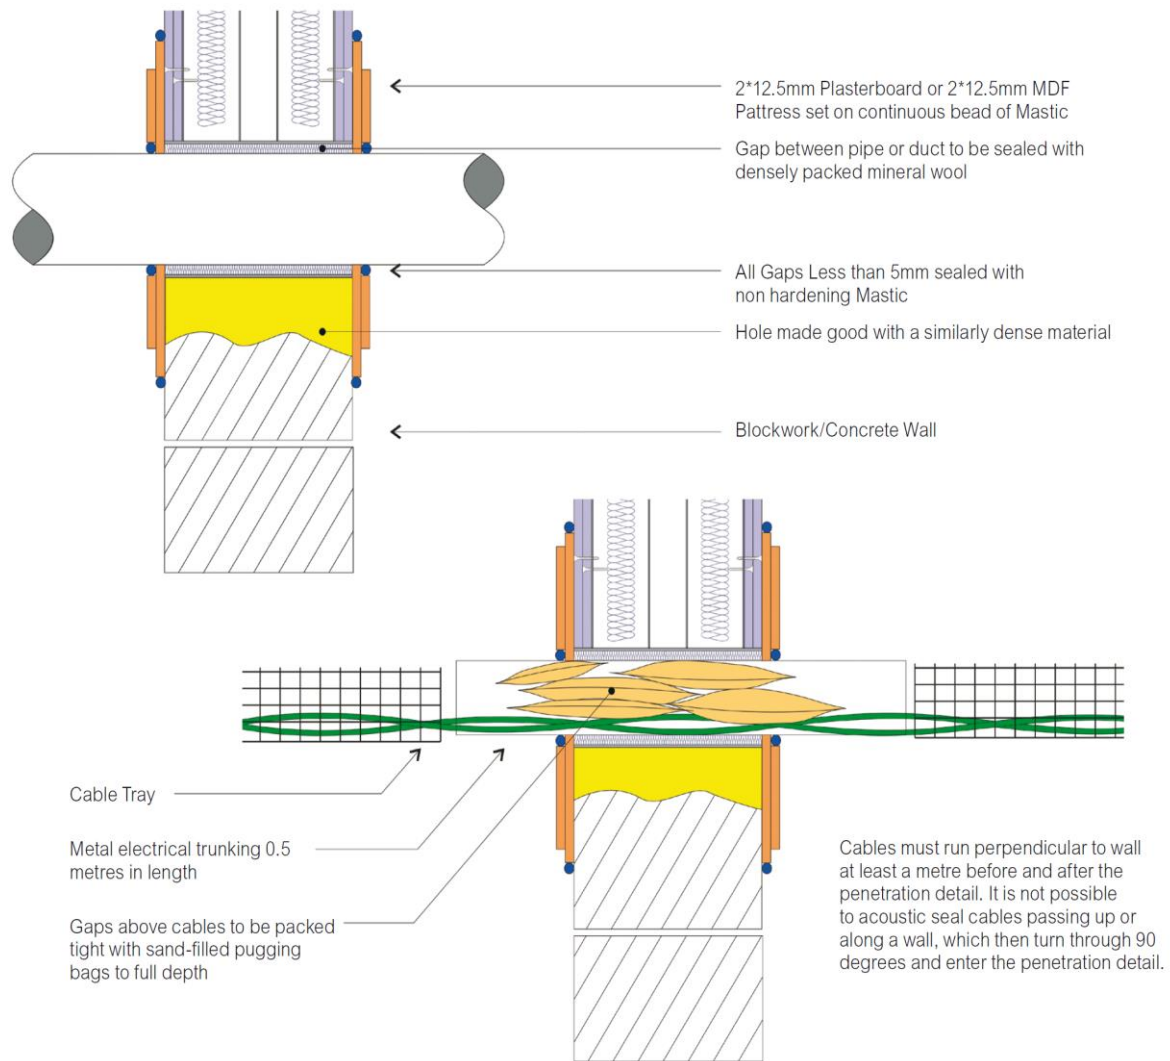 2*12.5mm Plasterboard or 2*12.5mm MDF
Pattress set on continuous bead of Mastic
Gap between pipe or duct to be sealed with
densely packed mineral wool
All Gaps Less than 5mm sealed with
non hardening Mastic
Hole made good with a similarly dense material
Blockwork/Concrete Wall
Cable Tray
Metal electrical trunking 0.5
metres in length
Gaps above cables to be packed
tight with sand-filled pugging
bags to full depth
Cables must run perpendicular to wall
at least a metre before and after the
penetration detail. It is not possible
to acoustic seal cables passing up or
along a wall, which then turn through 90
degrees and enter the penetration detail.